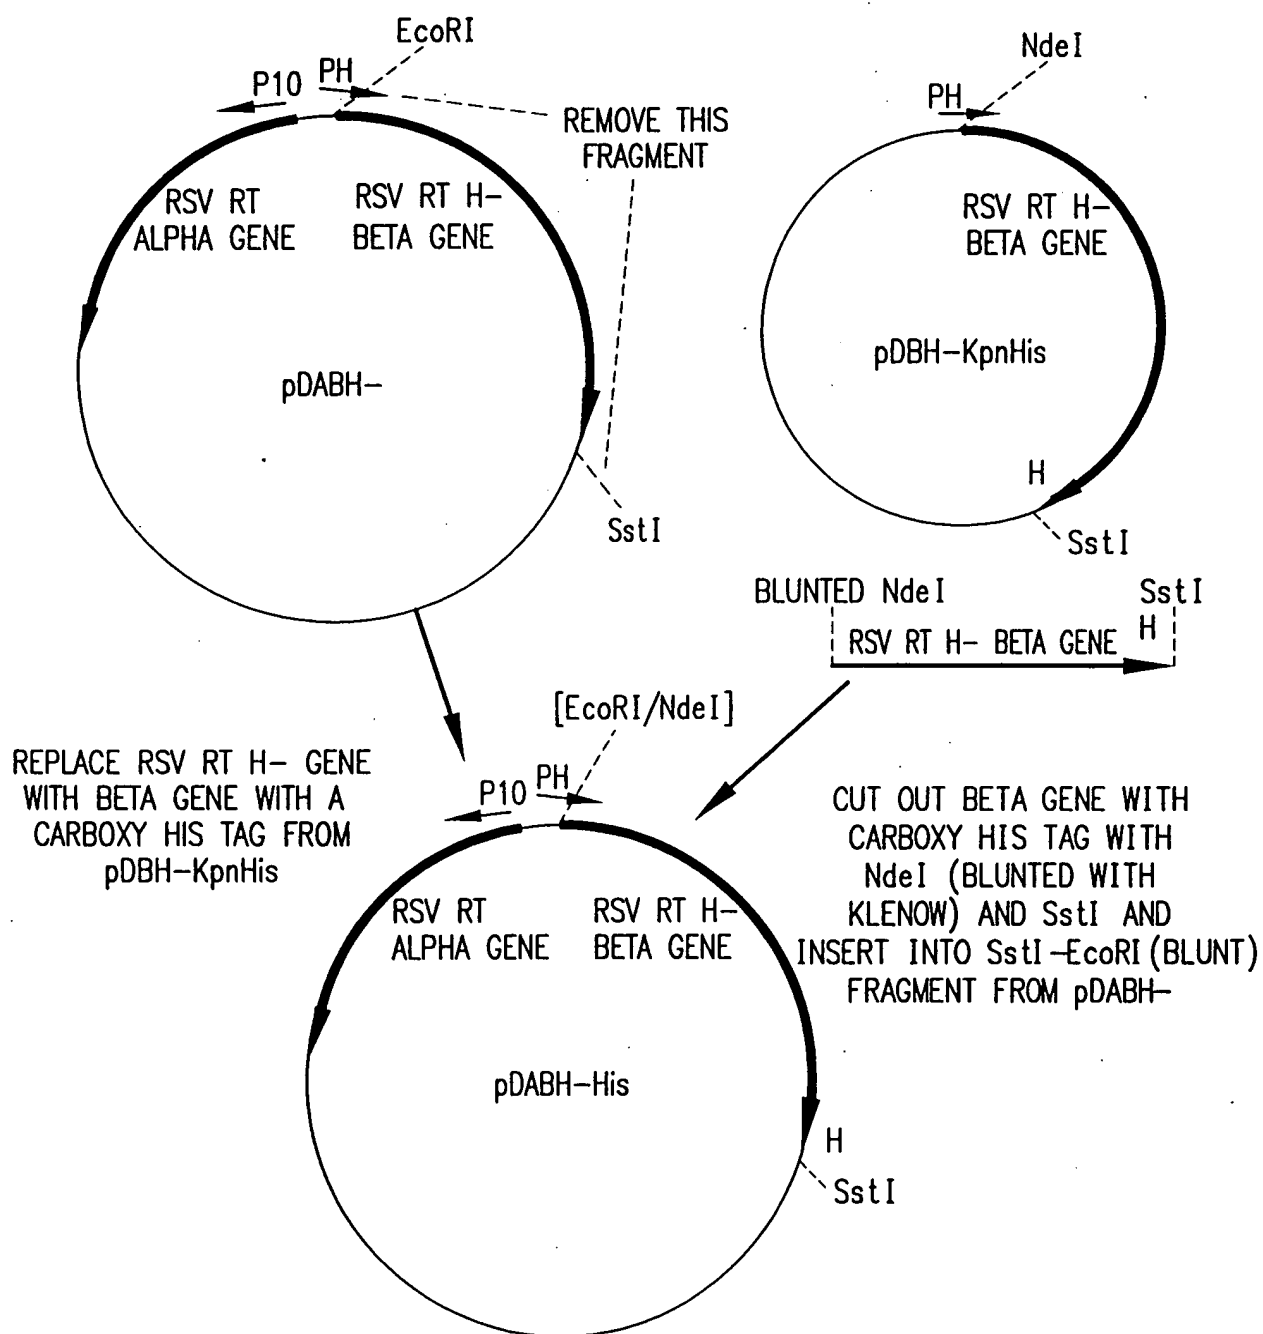 EcoRI
P10 PH
REMOVE THIS
FRAGMENT
RSV RT
ALPHA GENE
RSV RT H-
BETA GENE
pDABH-
SstI
NdeI
PH
RSV RT H-
BETA GENE
pDBH-KpnHis
H
SstI
BLUNTED NdeI
SstI
H
RSV RT H- BETA GENE
[EcoRI/NdeI]
P10 PH
REPLACE RSV RT H- GENE
WITH BETA GENE WITH A
CARBOXY HIS TAG FROM
pDBH-KpnHis
CUT OUT BETA GENE WITH
CARBOXY HIS TAG WITH
NdeI (BLUNTED WITH
KLENOW) AND SstI AND
INSERT INTO SstI-EcoRI (BLUNT)
FRAGMENT FROM pDABH-
RSV RT
ALPHA GENE
RSV RT H-
BETA GENE
pDABH-His
H
SstI